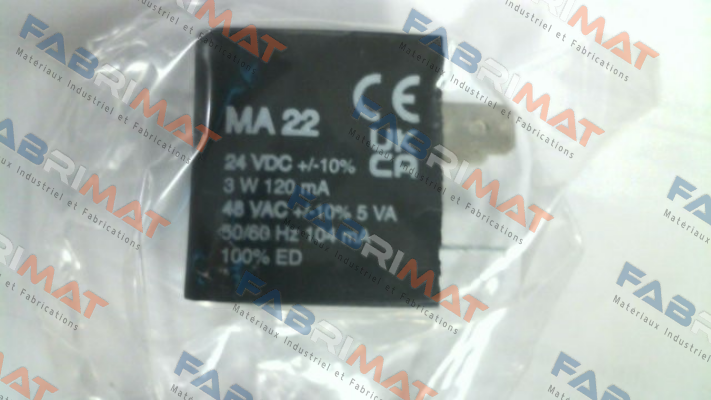 MA 22
24 VDC +/-10%
3 W 120 mA
48 VAC +/-10% 5 VA
50/60 Hz 104 mA
100% ED
CE
UK
CA
FABRIMAT
Matériaux Industriel et Fabrications